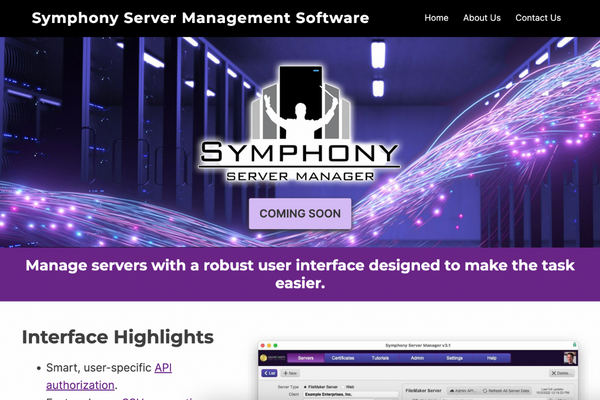 Symphony Server Management Software
Home About Us Contact Us
SYMPHONY
SERVER MANAGER
COMING SOON
Manage servers with a robust user interface designed to make the task
easier.
Interface Highlights
• Smart, user-specific API
authorization.
Symphony Server Manager v3.1
Servers Certificates Tutorials Admin Settings Help
List New Delete...
Server Type FileMaker Server Web
Client Example Enterprises, Inc.
FileMaker Server Admin API... Refresh All Server Data